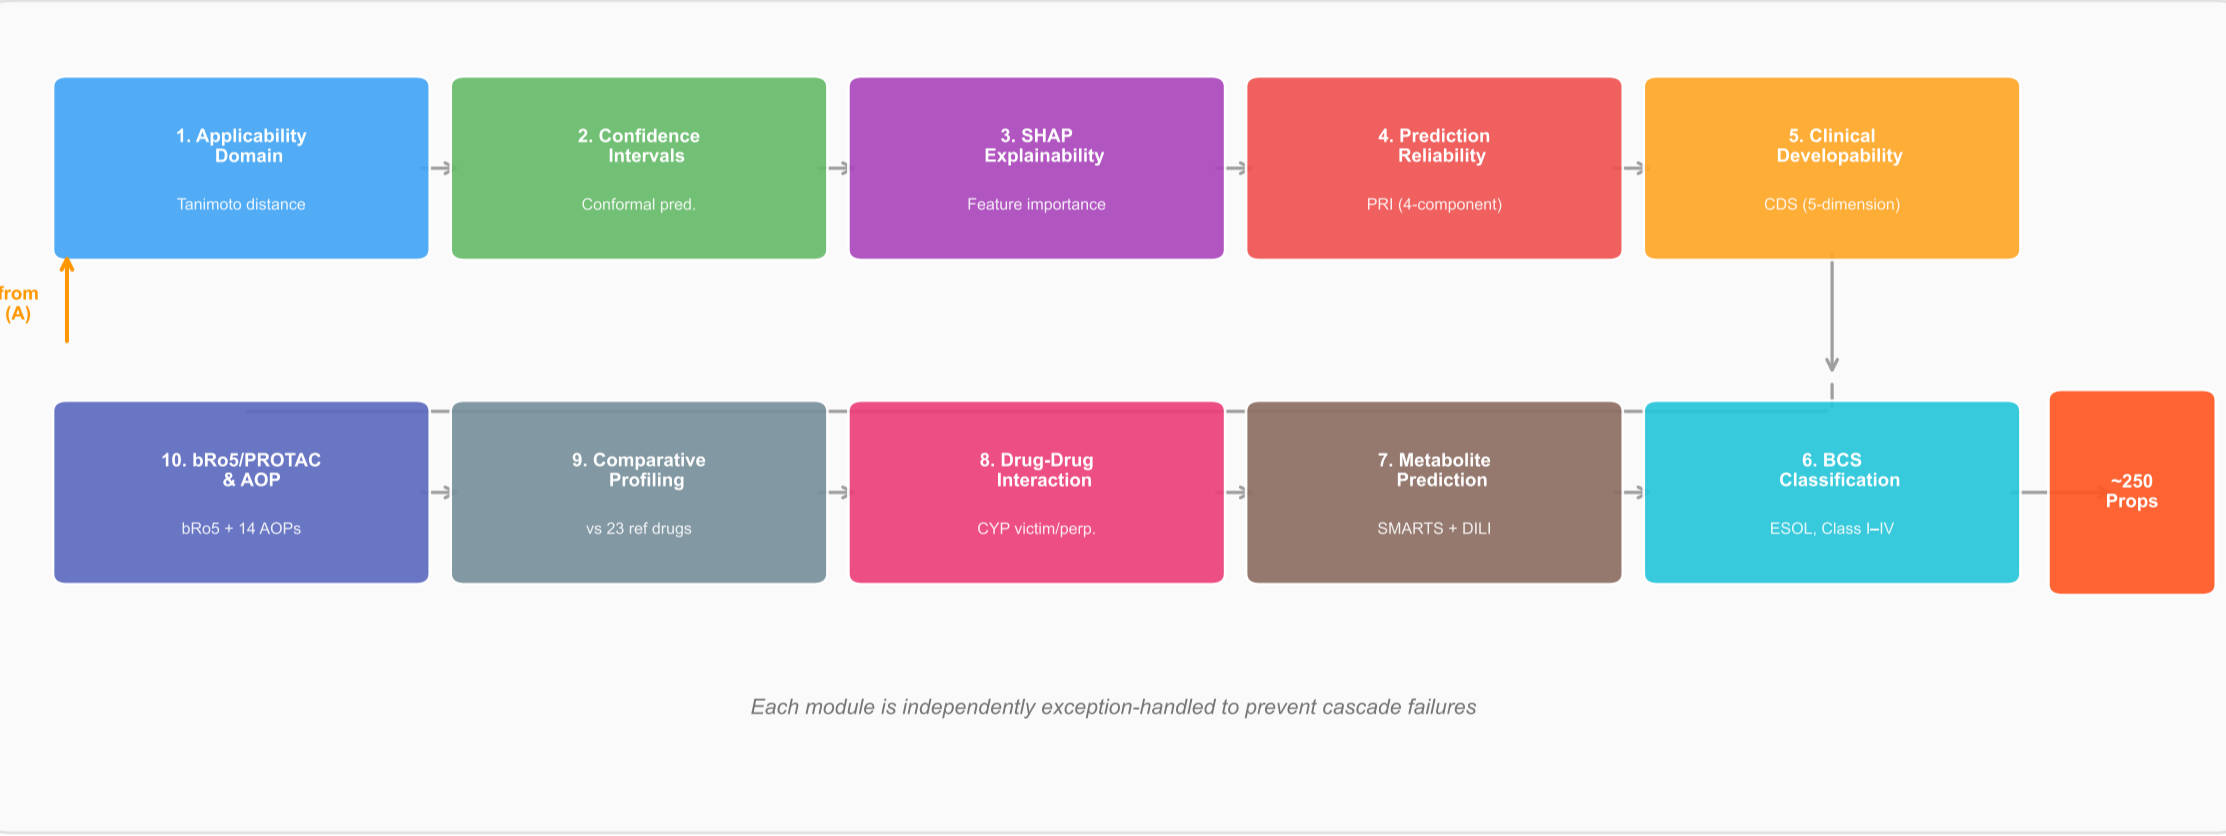 1. Applicability
Domain
Tanimoto distance
2. Confidence
Intervals
Conformal pred.
3. SHAP
Explainability
Feature importance
4. Prediction
Reliability
PRI (4-component)
5. Clinical
Developability
CDS (5-dimension)
from
(A)
10. bRo5/PROTAC
& AOP
bRo5 + 14 AOPs
9. Comparative
Profiling
vs 23 ref drugs
8. Drug-Drug
Interaction
CYP victim/perp.
7. Metabolite
Prediction
SMARTS + DILI
6. BCS
Classification
ESOL, Class I–IV
~250
Props
Each module is independently exception-handled to prevent cascade failures